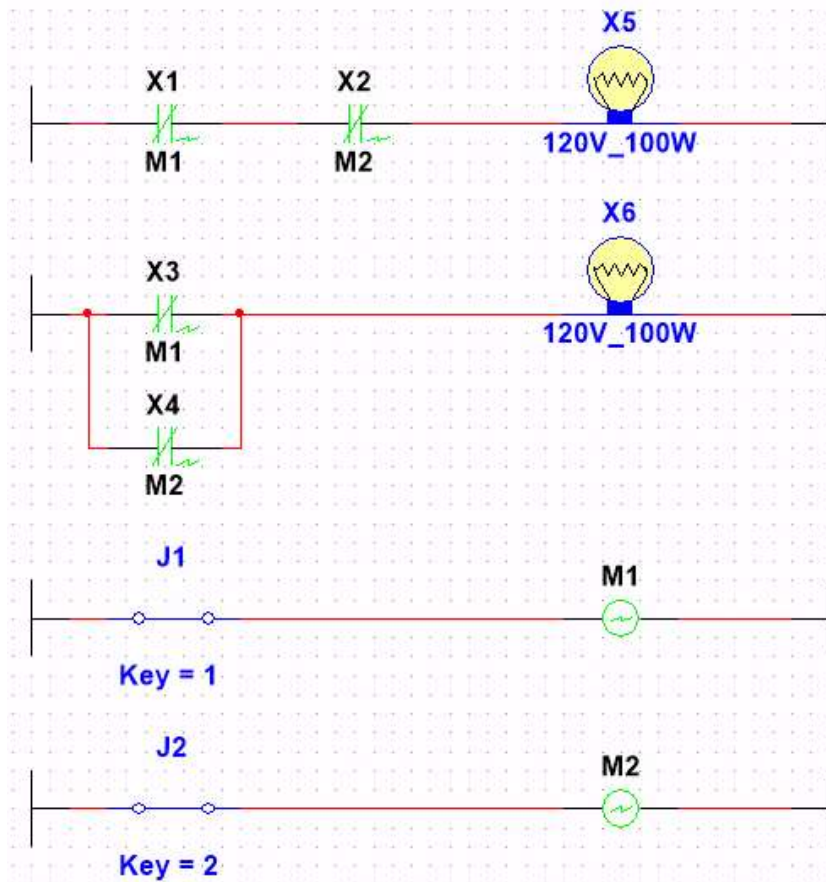 X5
X1 X2
120V_100W
M1 M2
X6
X3
120V_100W
M1
X4
M2
J1
M1
Key = 1
J2
M2
Key = 2